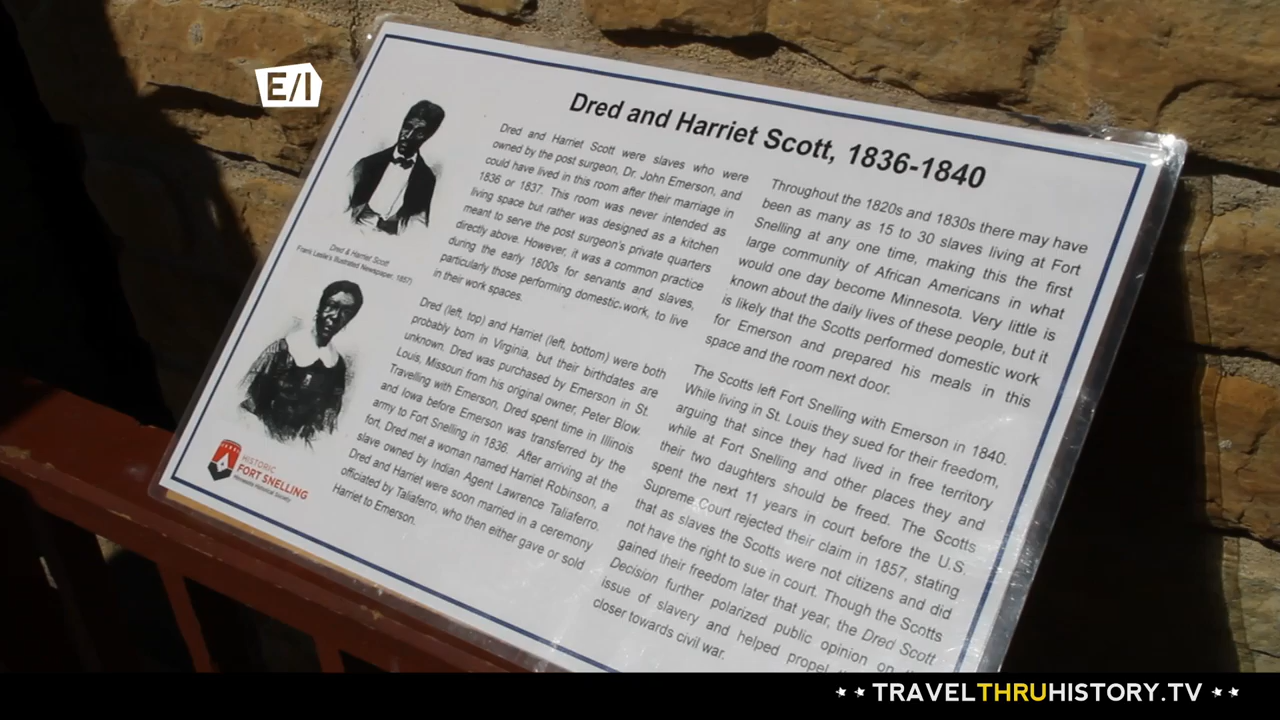 E/I
Dred and Harriet Scott, 1836-1840
Dred and Harriet Scott were slaves who were
owned by the post surgeon, Dr. John Emerson, and
could have lived in this room after their marriage in
1836 or 1837. This room was never intended as
living space but rather was designed as a kitchen
meant to serve the post surgeon's private quarters
directly above. However, it was a common practice
during the early 1800s for servants and slaves,
particularly those performing domestic work, to live
in their work spaces.
Dred (left, top) and Harriet (left, bottom) were both
probably born in Virginia, but their birthdates are
unknown. Dred was purchased by Emerson in St.
Louis, Missouri from his original owner, Peter Blow.
Travelling with Emerson, Dred spent time in Illinois
and Iowa before Emerson was transferred by the
army to Fort Snelling in 1836. After arriving at the
fort, Dred met a woman named Harriet Robinson, a
slave owned by Indian Agent Lawrence Taliaferro.
Dred and Harriet were soon married in a ceremony
officiated by Taliaferro, who then either gave or sold
Harriet to Emerson.
Throughout the 1820s and 1830s there may have
been as many as 15 to 30 slaves living at Fort
Snelling at any one time, making this the first
large community of African Americans in what
would one day become Minnesota. Very little is
known about the daily lives of these people, but it
is likely that the Scotts performed domestic work
for Emerson and prepared his meals in this
space and the room next door.
The Scotts left Fort Snelling with Emerson in 1840.
While living in St. Louis they sued for their freedom,
arguing that since they had lived in free territory
while at Fort Snelling and other places they and
their two daughters should be freed. The Scotts
spent the next 11 years in court before the U.S.
Supreme Court rejected their claim in 1857, stating
that as slaves the Scotts were not citizens and did
not have the right to sue in court. Though the Scotts
gained their freedom later that year, the Dred Scott
Decision further polarized public opinion on
issue of slavery and helped propel
closer towards civil war.
Dred & Harriet Scott
Frank Leslie's Illustrated Newspaper, 1857)
HISTORIC
FORT SNELLING
Minnesota Historical Society
TRAVELTHRUHISTORY.TV